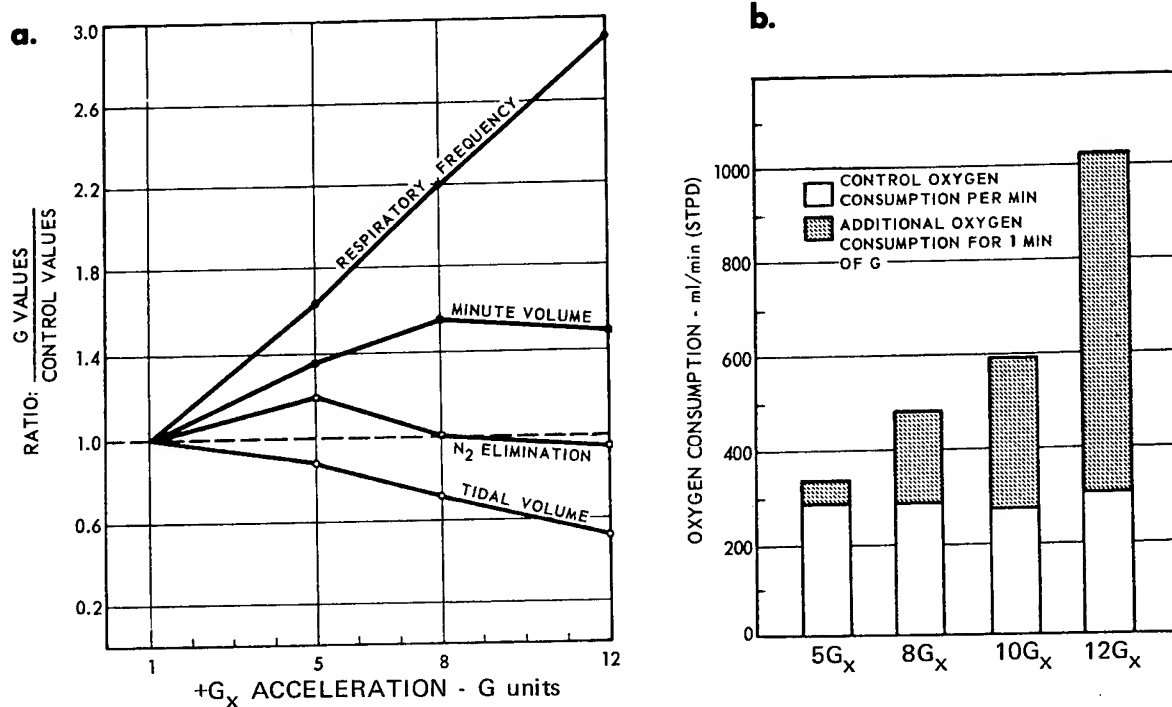 a.
3.0
2.6
2.2
1.8
1.4
1.0
0.6
0.2
RATIO: G VALUES
CONTROL VALUES
RESPIRATORY FREQUENCY
MINUTE VOLUME
N₂ ELIMINATION
TIDAL VOLUME
1 5 8 12
+Gₓ ACCELERATION - G units
b.
1000
800
600
400
200
0
OXYGEN CONSUMPTION - ml/min (STPD)
CONTROL OXYGEN
CONSUMPTION PER MIN
ADDITIONAL OXYGEN
CONSUMPTION FOR 1 MIN
OF G
5Gₓ 8Gₓ 10Gₓ 12Gₓ